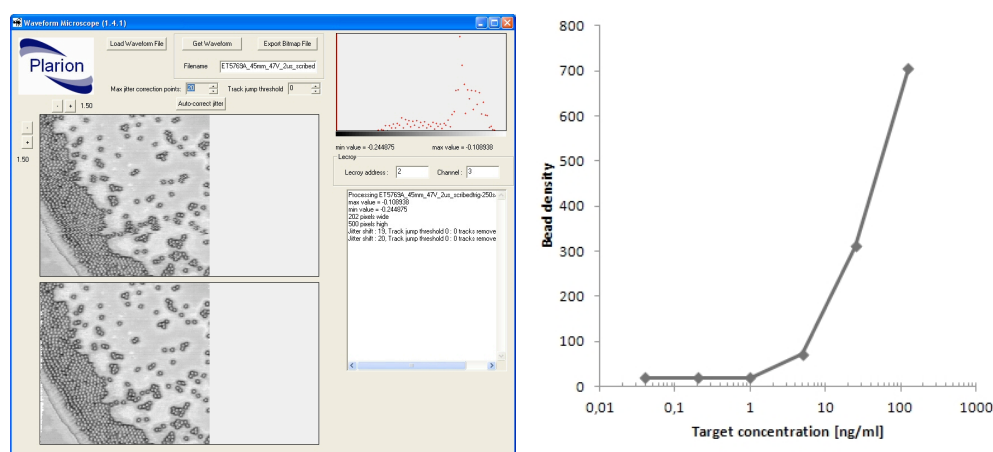 Waveform Microscope (1.4.1)
Plarion
Load Waveform File
Get Waveform
Export Bitmap File
Filename
ET5769A_45mm_47V_2us_scribed
Max jitter correction points:
20
Track jump threshold
0
- + 1.50
Auto-correct jitter
-
+
1.50
min value = -0.244875
max value = -0.108938
Lecroy
Lecroy address :
2
Channel :
3
Processing ET5769A_45mm_47V_2us_scribedtrig-250s
max value = -0.108938
min value = -0.244875
202 pixels wide
500 pixels high
Jitter shift : 19, Track jump threshold 0 : 0 tracks remove
Jitter shift : 20, Track jump threshold 0 : 0 tracks remove
Bead density
800
700
600
500
400
300
200
100
0
0,01
0,1
1
10
100
1000
Target concentration [ng/ml]